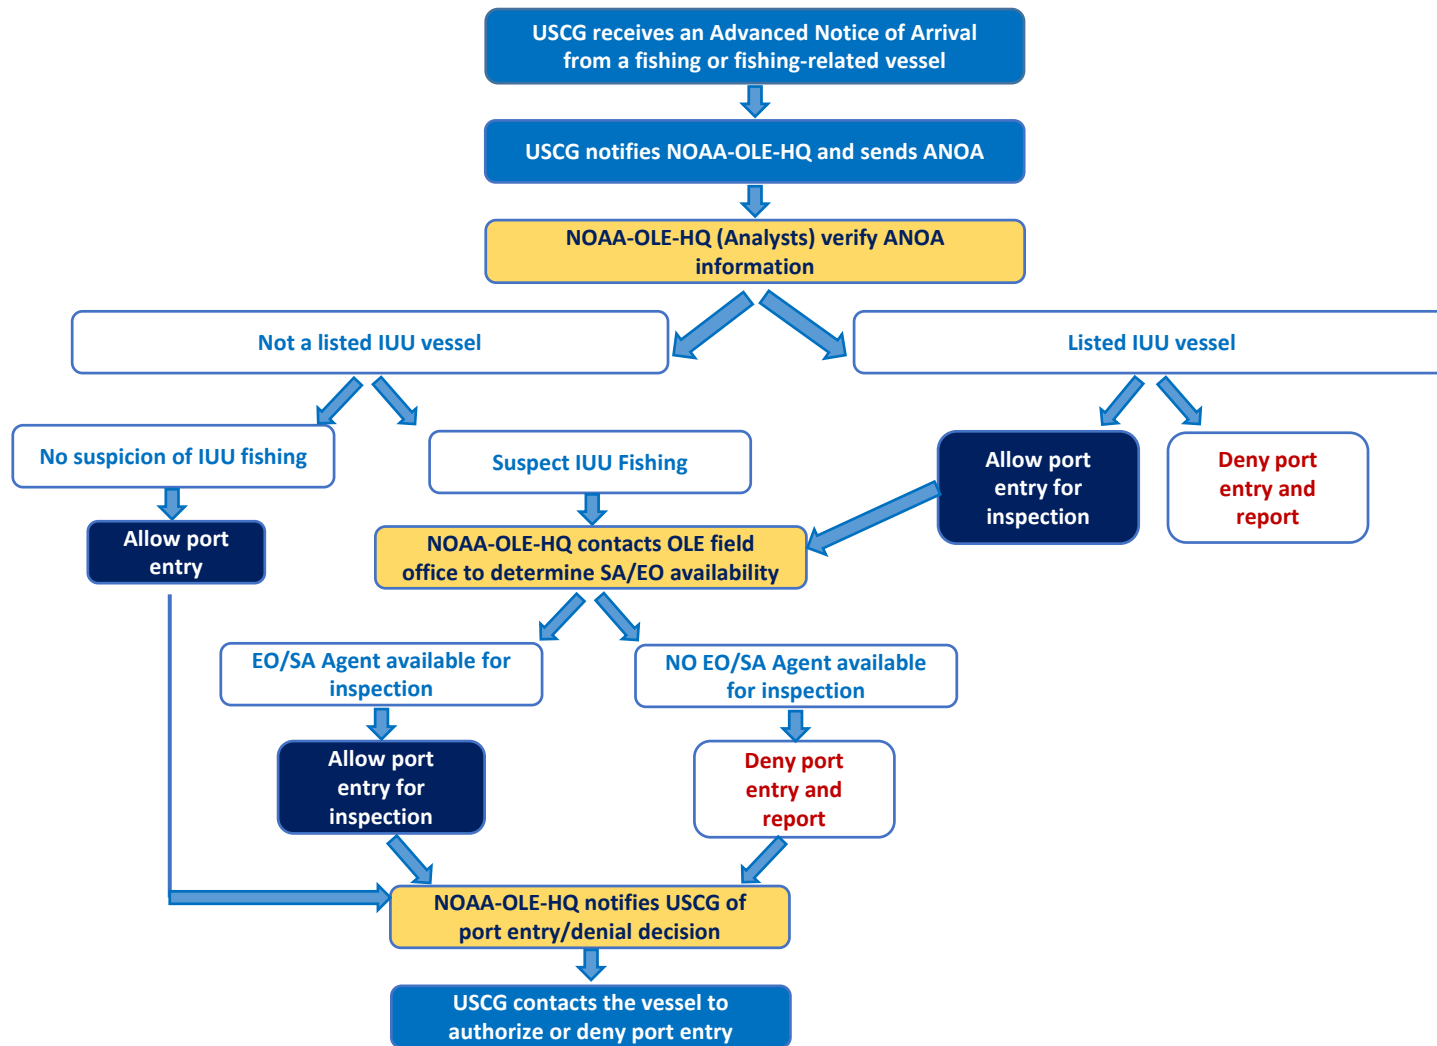 USCG receives an Advanced Notice of Arrival
from a fishing or fishing-related vessel
USCG notifies NOAA-OLE-HQ and sends ANOA
NOAA-OLE-HQ (Analysts) verify ANOA
information
Not a listed IUU vessel
Listed IUU vessel
No suspicion of IUU fishing
Suspect IUU Fishing
Allow port
entry for
inspection
Deny port
entry and
report
Allow port
entry
NOAA-OLE-HQ contacts OLE field
office to determine SA/EO availability
EO/SA Agent available for
inspection
NO EO/SA Agent available
for inspection
Allow port
entry for
inspection
Deny port
entry and
report
NOAA-OLE-HQ notifies USCG of
port entry/denial decision
USCG contacts the vessel to
authorize or deny port entry